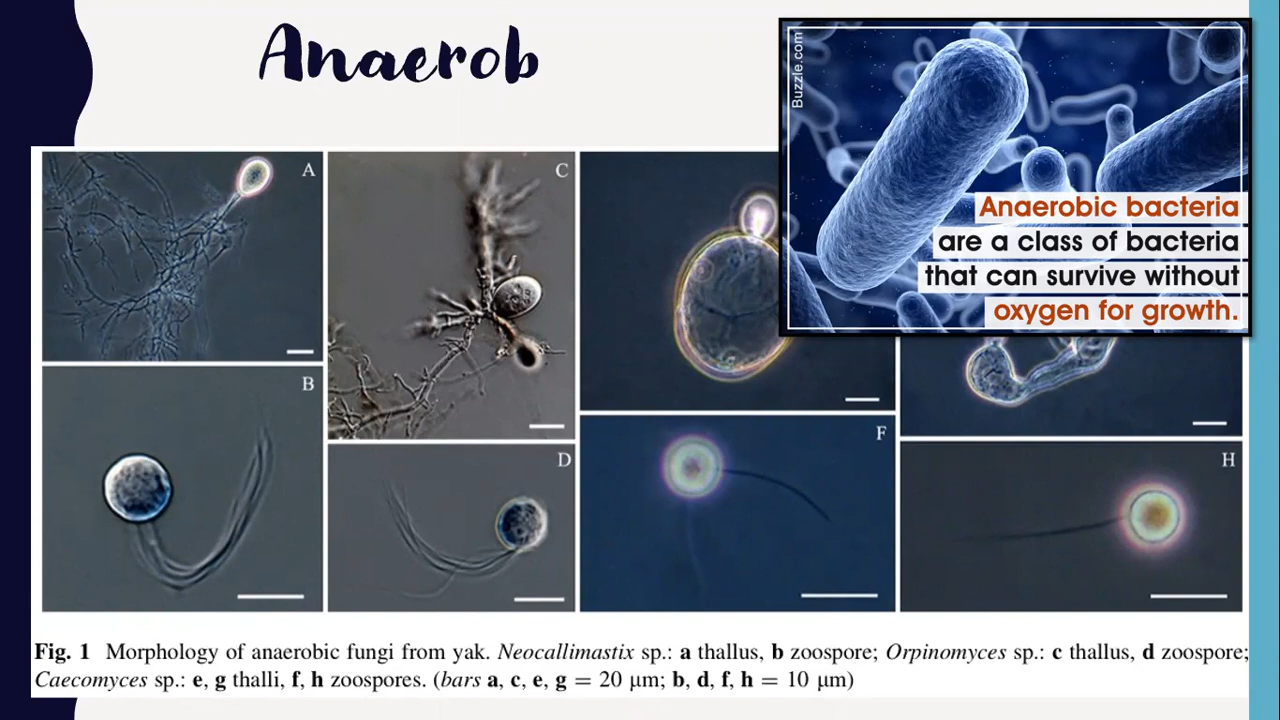 Anaerob
Buzzle.com
Anaerobic bacteria
are a class of bacteria
that can survive without
oxygen for growth.
A
C
B
D
F
H
Fig. 1 Morphology of anaerobic fungi from yak. Neocallimastix sp.: a thallus, b zoospore; Orpinomyces sp.: c thallus, d zoospore;
Caecomyces sp.: e, g thalli, f, h zoospores. (bars a, c, e, g = 20 μm; b, d, f, h = 10 μm)